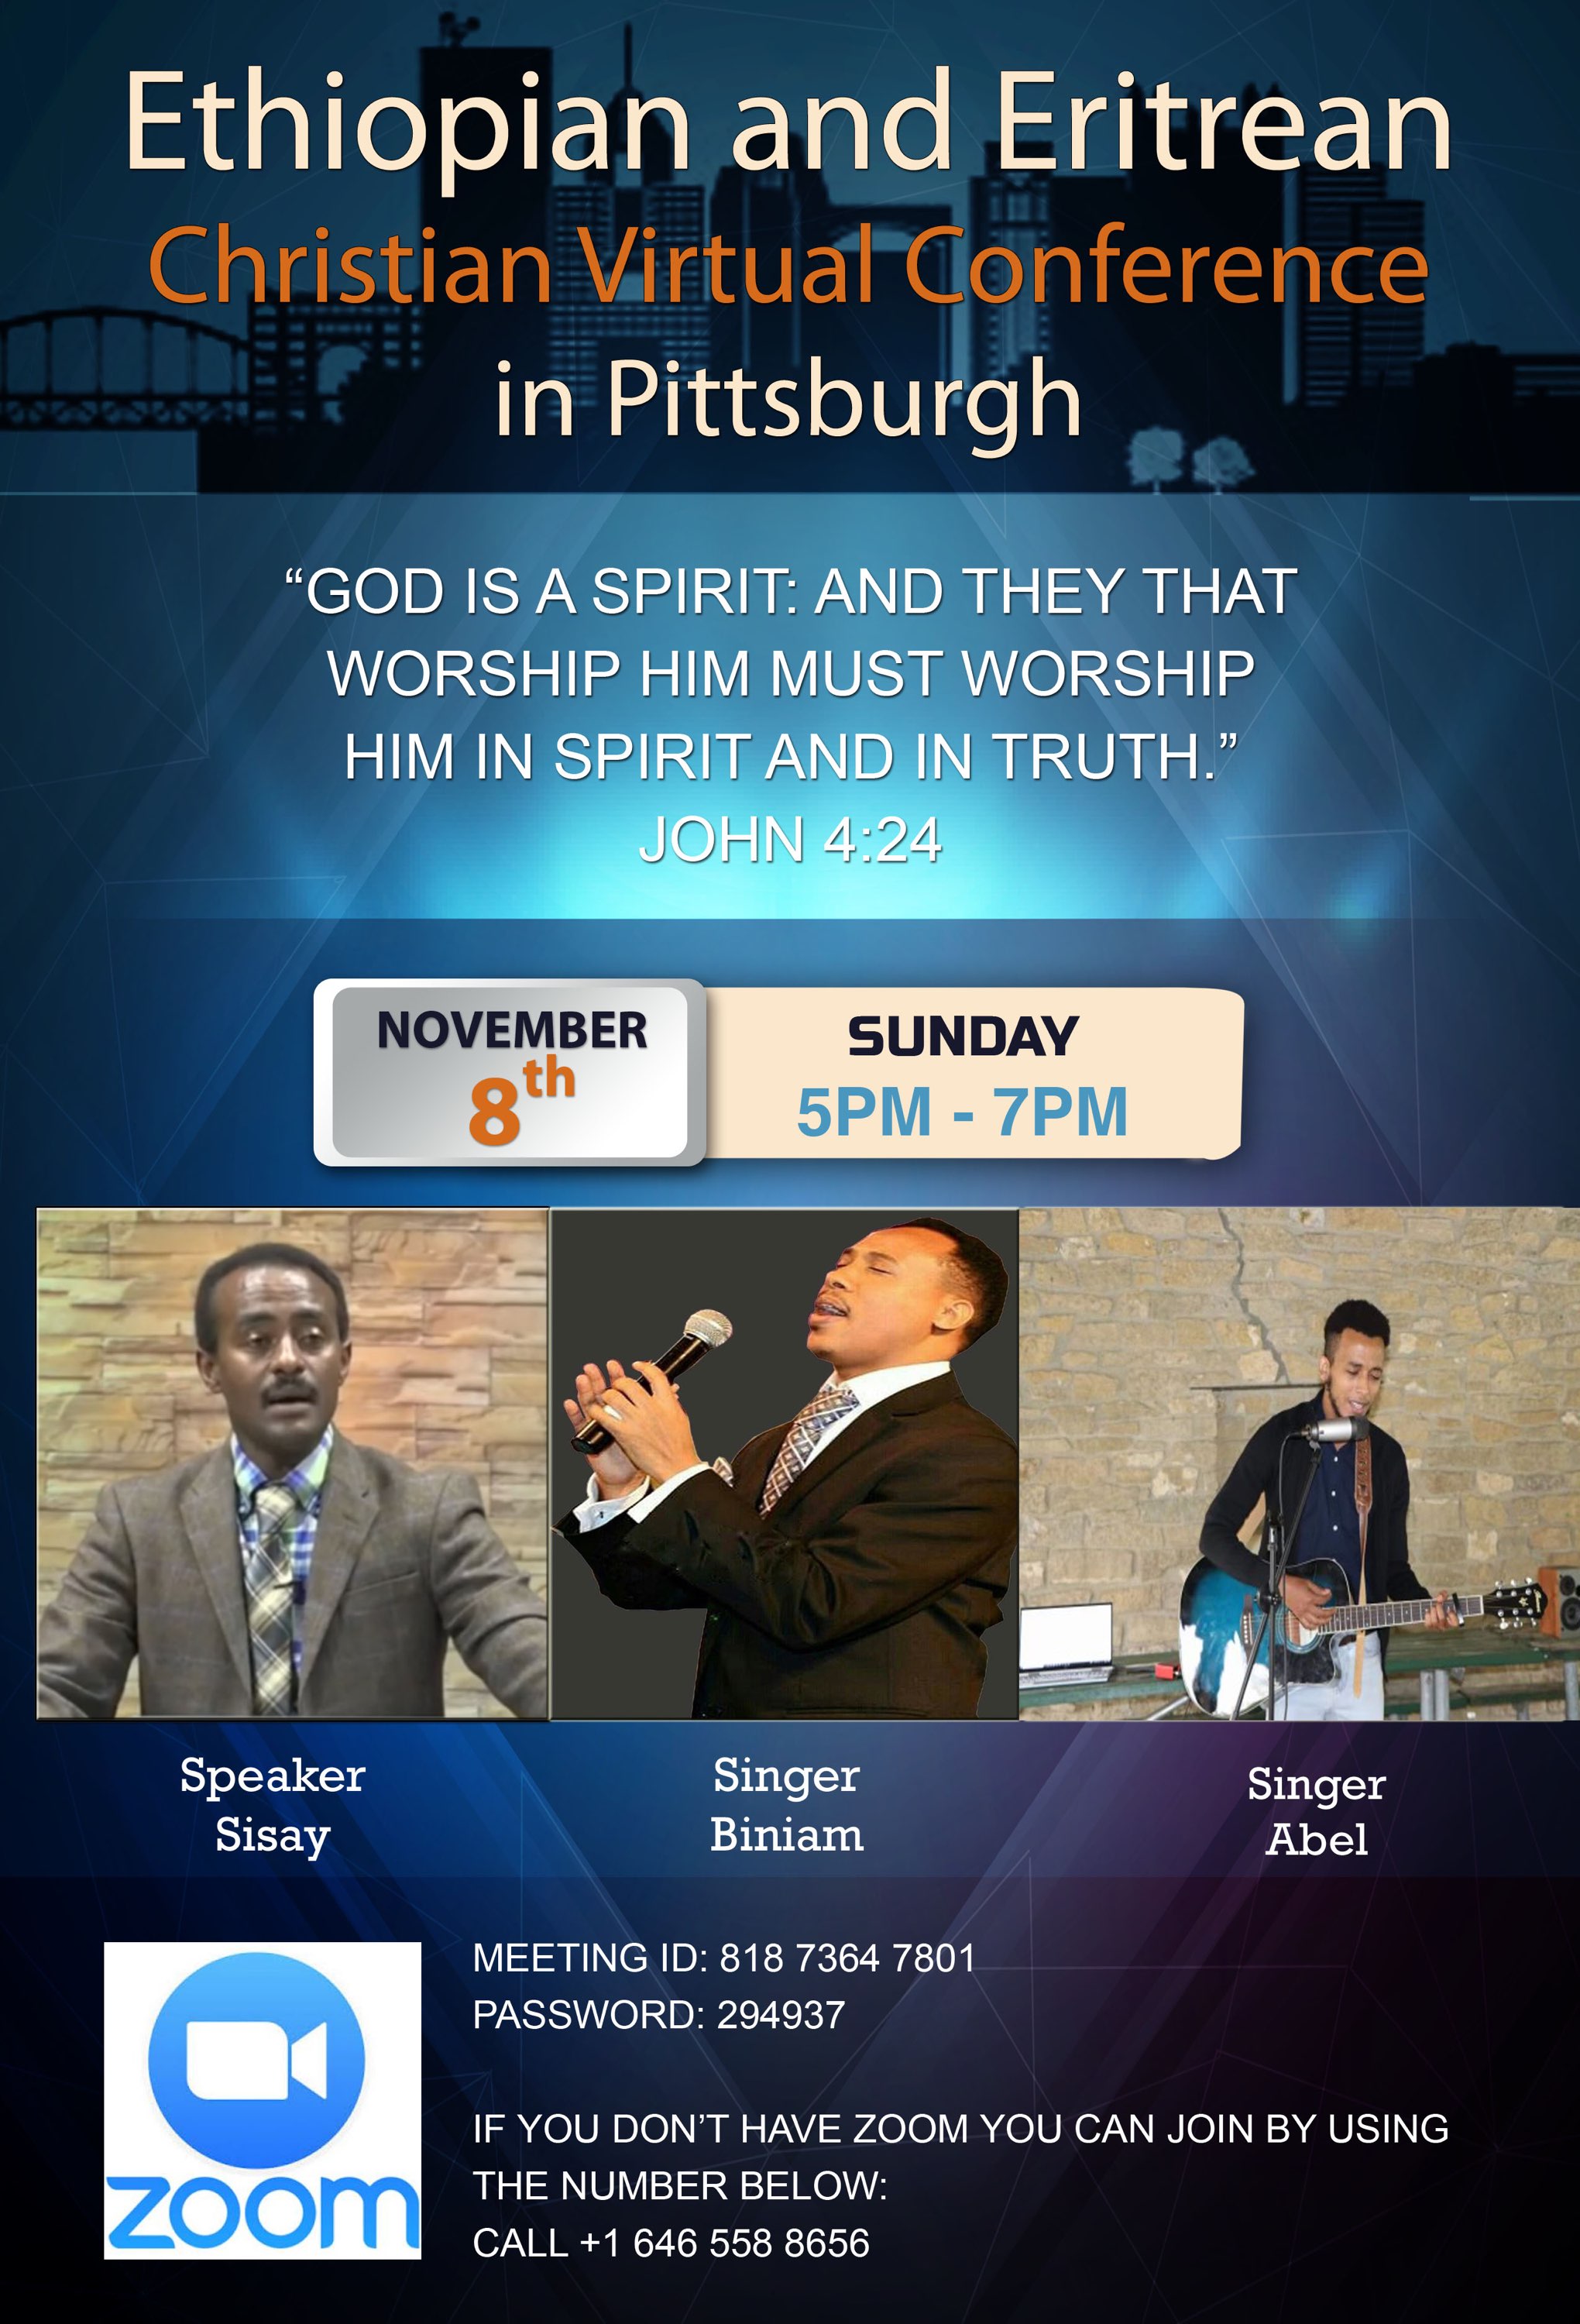 Ethiopian and Eritrean
Christian Virtual Conference
in Pittsburgh
“GOD IS A SPIRIT: AND THEY THAT
WORSHIP HIM MUST WORSHIP
HIM IN SPIRIT AND IN TRUTH.”
JOHN 4:24
NOVEMBER
8th
SUNDAY
5PM - 7PM
Speaker
Sisay
Singer
Biniam
Singer
Abel
zoom
MEETING ID: 818 7364 7801
PASSWORD: 294937
IF YOU DON’T HAVE ZOOM YOU CAN JOIN BY USING
THE NUMBER BELOW:
CALL +1 646 558 8656